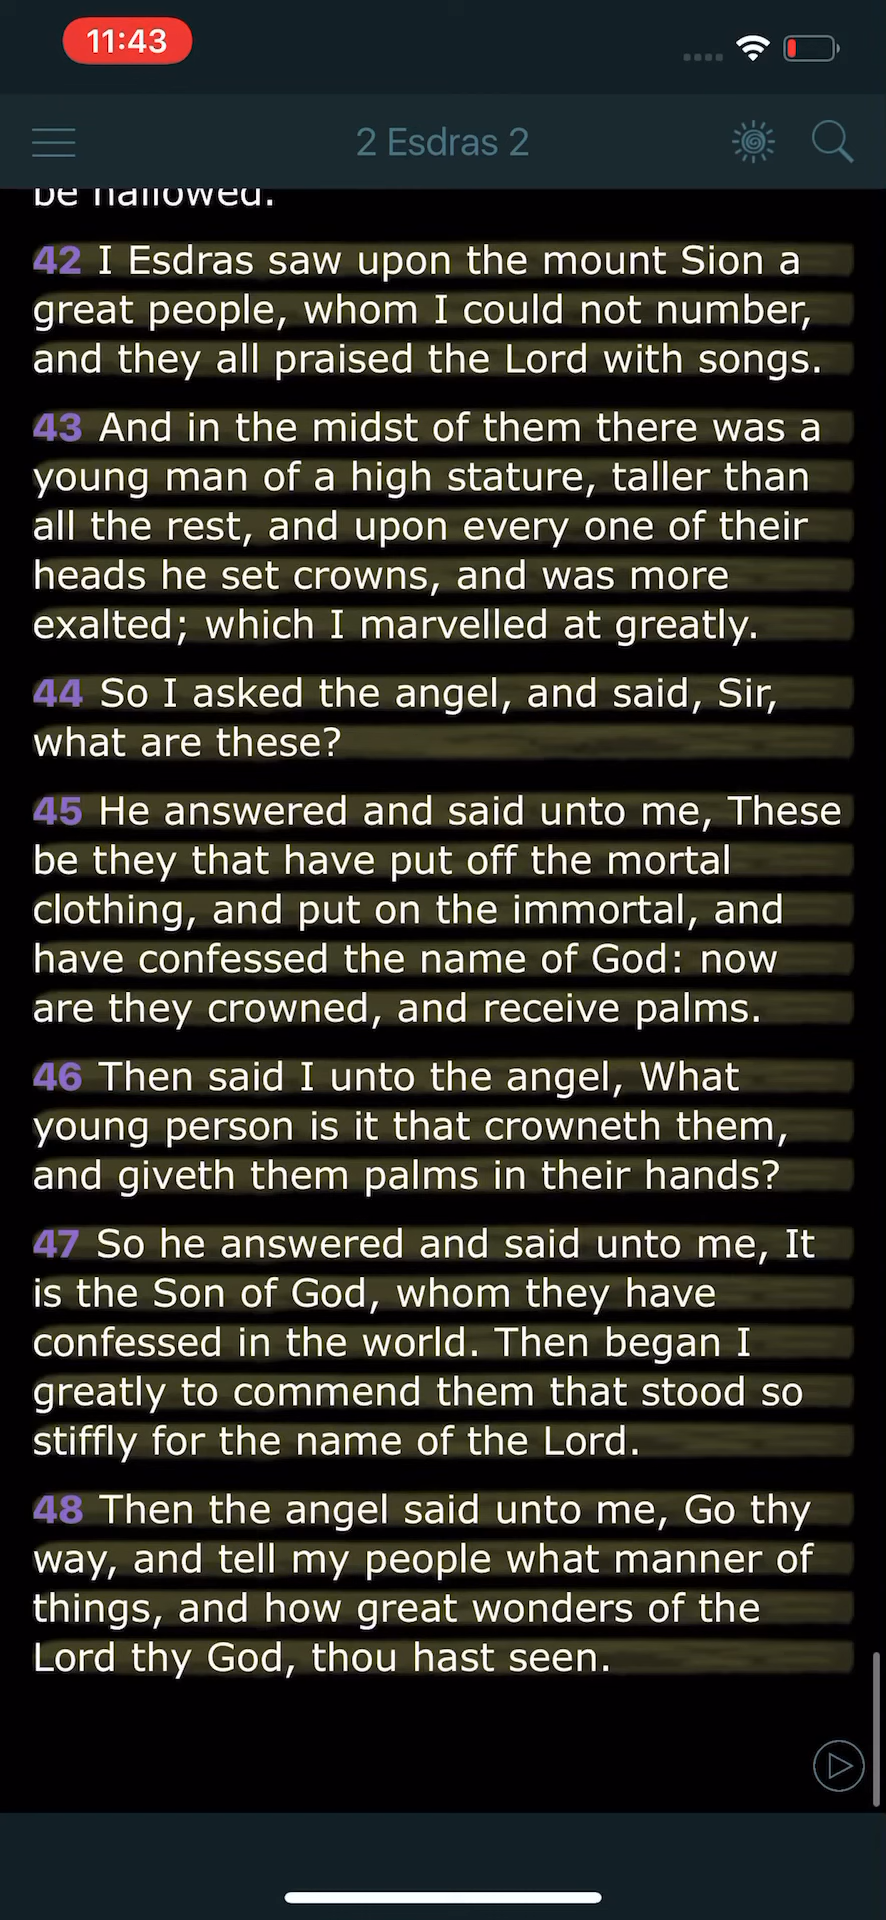 11:43
2 Esdras 2
be hallowed.
42 I Esdras saw upon the mount Sion a
great people, whom I could not number,
and they all praised the Lord with songs.
43 And in the midst of them there was a
young man of a high stature, taller than
all the rest, and upon every one of their
heads he set crowns, and was more
exalted; which I marvelled at greatly.
44 So I asked the angel, and said, Sir,
what are these?
45 He answered and said unto me, These
be they that have put off the mortal
clothing, and put on the immortal, and
have confessed the name of God: now
are they crowned, and receive palms.
46 Then said I unto the angel, What
young person is it that crowneth them,
and giveth them palms in their hands?
47 So he answered and said unto me, It
is the Son of God, whom they have
confessed in the world. Then began I
greatly to commend them that stood so
stiffly for the name of the Lord.
48 Then the angel said unto me, Go thy
way, and tell my people what manner of
things, and how great wonders of the
Lord thy God, thou hast seen.